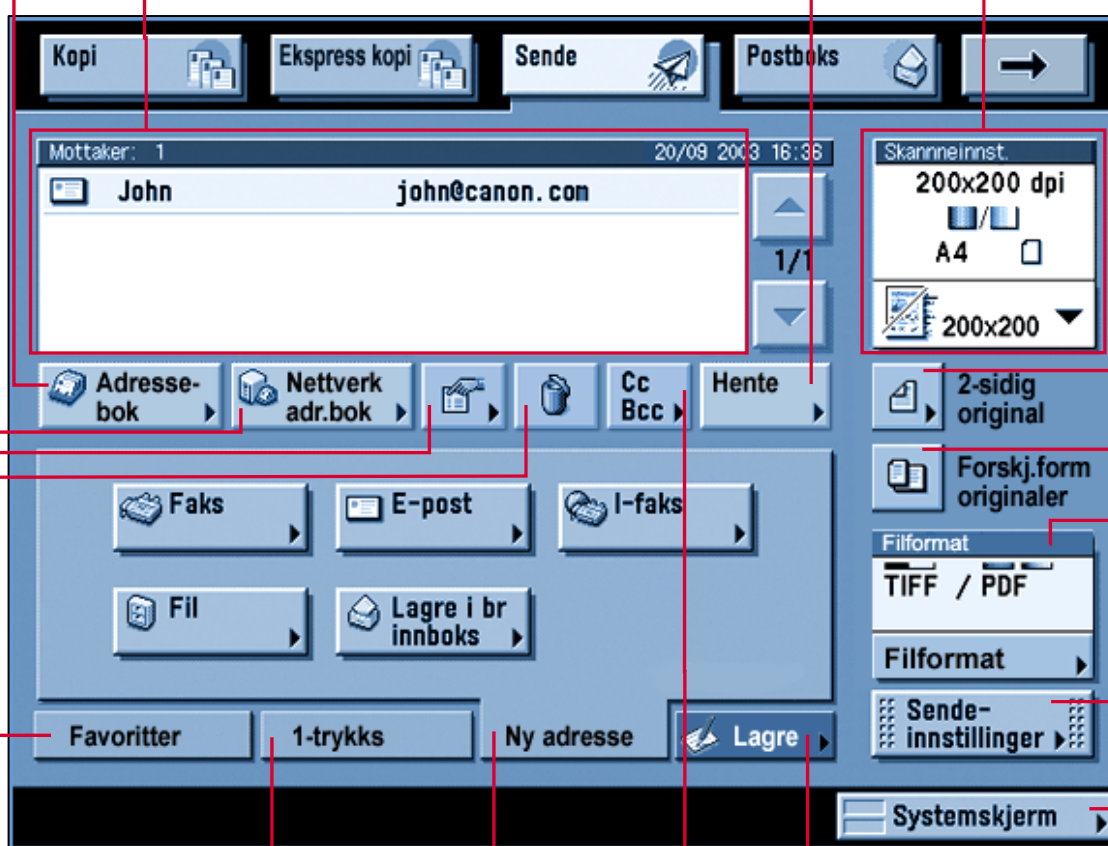 Kopi
Ekspress kopi
Sende
Postboks
Mottaker: 1
20/09 2003 16:36
John john@canon.com
1/1
Skannneinnst.
200x200 dpi
/
A4
200x200
Adresse-
bok
Nettverk
adr.bok
Cc
Bcc
Hente
2-sidig
original
Forskj.form
originaler
Faks
E-post
I-faks
Fil
Lagre i br
innboks
Filformat
TIFF / PDF
Filformat
Sende-
innstillinger
Favoritter
1-trykks
Ny adresse
Lagre
Systemskjerm